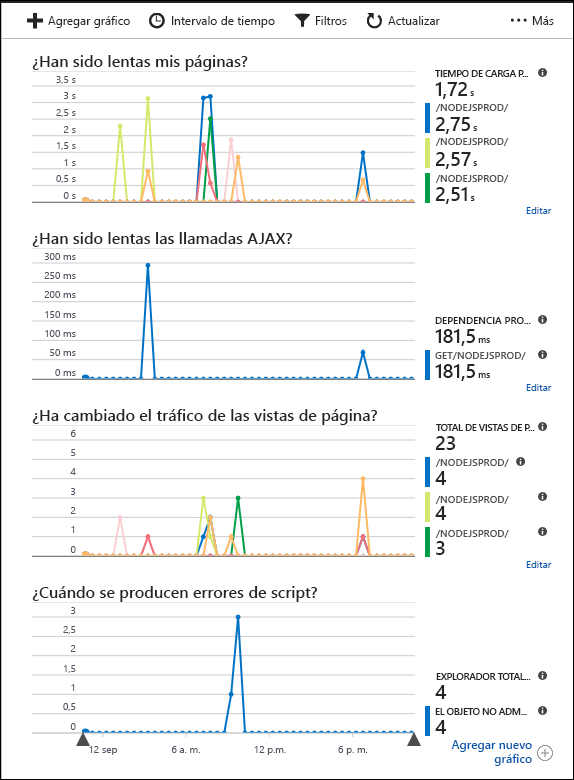 Agregar gráfico Intervalo de tiempo Filtros Actualizar Más
¿Han sido lentas mis páginas?
3,5 s
3 s
2,5 s
2 s
1,5 s
1 s
0,5 s
0 s
TIEMPO DE CARGA P...
1,72 s
/NODEJSPROD/
2,75 s
/NODEJSPROD/
2,57 s
/NODEJSPROD/
2,51 s
Editar
¿Han sido lentas las llamadas AJAX?
300 ms
250 ms
200 ms
150 ms
100 ms
50 ms
0 ms
DEPENDENCIA PRO...
181,5 ms
GET/NODEJSPROD/
181,5 ms
Editar
¿Ha cambiado el tráfico de las vistas de página?
6
5
4
3
2
1
0
TOTAL DE VISTAS DE P...
23
/NODEJSPROD/
4
/NODEJSPROD/
4
/NODEJSPROD/
3
Editar
¿Cuándo se producen errores de script?
3
2,5
2
1,5
1
0,5
0
12 sep 6 a. m. 12 p.m. 6 p. m.
EXPLORADOR TOTAL...
4
EL OBJETO NO ADM...
4
Agregar nuevo
gráfico